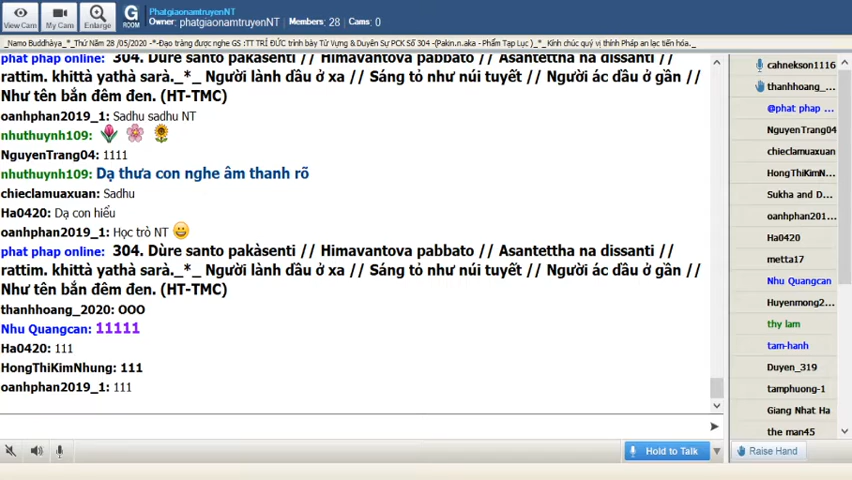 View Cam
My Cam
Enlarge
G
ROOM
PhatgiaonamtruyenNT
Owner: phatgiaonamtruyenNT Members: 28 Cams: 0
_Namo Buddhàya_*_Thứ Năm 28 /05/2020 -*-Đạo tràng được nghe GS :TT TRÍ ĐỨC trình bày Từ Vựng &Duyên Sự PCK Số 304 -(Pakin.n.aka - Phẩm Tạp Lục )_*_ Kính chúc quý vị thính Pháp an lạc tiến hóa._
phat phap online: 304. Dùre santo pakàsenti // Himavantova pabbato // Asantettha na dissanti //
rattim. khittà yathà sarà._*_ Người lành dầu ở xa // Sáng tỏ như núi tuyết // Người ác dầu ở gần //
Như tên bắn đêm đen. (HT-TMC)
oanhphan2019_1: Sadhu sadhu NT
nhuthuynh109:
NguyenTrang04: 1111
nhuthuynh109: Dạ thưa con nghe âm thanh rõ
chieclamuaxuan: Sadhu
Ha0420: Dạ con hiểu
oanhphan2019_1: Học trò NT
phat phap online: 304. Dùre santo pakàsenti // Himavantova pabbato // Asantettha na dissanti //
rattim. khittà yathà sarà._*_ Người lành dầu ở xa // Sáng tỏ như núi tuyết // Người ác dầu ở gần //
Như tên bắn đêm đen. (HT-TMC)
thanhhoang_2020: OOO
Nhu Quangcan: 11111
Ha0420: 111
HongThiKimNhung: 111
oanhphan2019_1: 111
cahnekson1116
thanhhoang_...
@phat phap ...
NguyenTrang04
chieclamuaxuan
HongThiKimN...
Sukha and D...
oanhphan201...
Ha0420
metta17
Nhu Quangcan
Huyenmong2...
thy lam
tam-hanh
Duyen_319
tamphuong-1
Giang Nhat Ha
the man45
Hold to Talk
Raise Hand